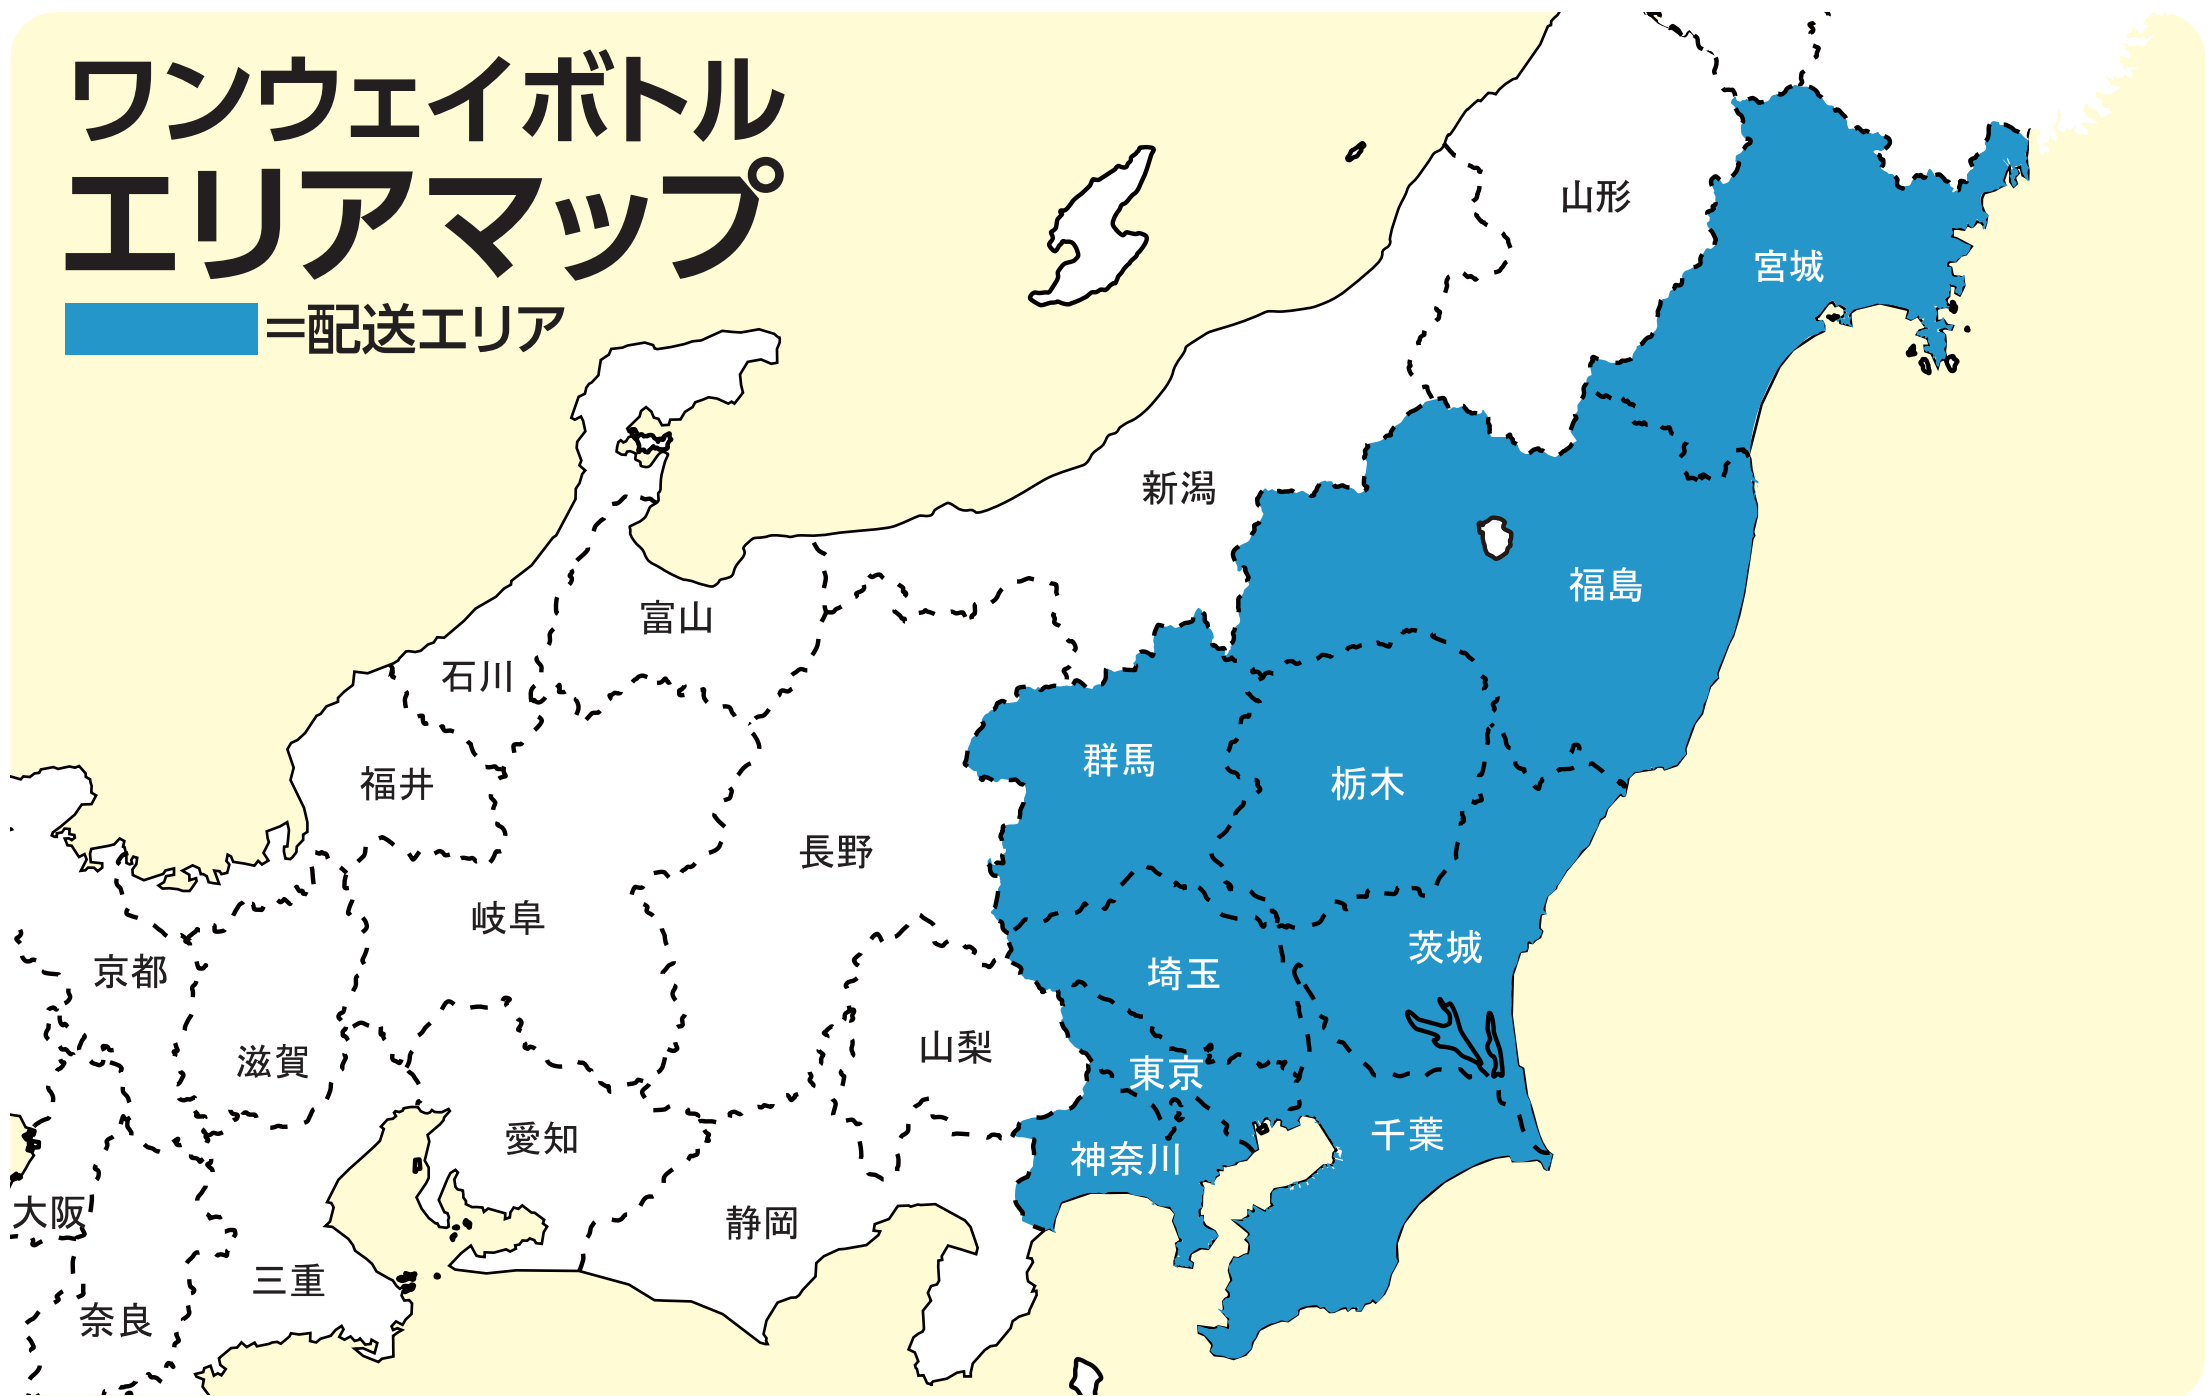 ワンウェイボトル
エリアマップ
=配送エリア
山形
宮城
新潟
福島
富山
石川
群馬
福井
栃木
長野
岐阜
茨城
京都
埼玉
山梨
滋賀
東京
千葉
愛知
神奈川
大阪
静岡
三重
奈良